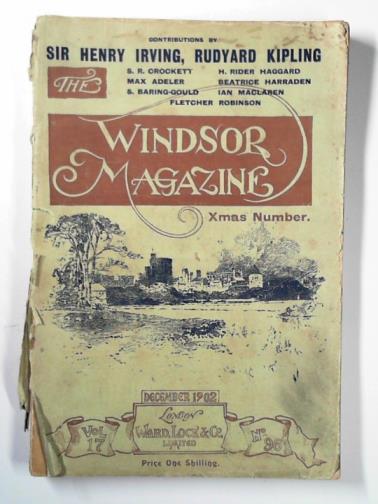 CONTRIBUTIONS BY
SIR HENRY IRVING, RUDYARD KIPLING
S. R. CROCKETT H. RIDER HAGGARD
MAX ADELER BEATRICE HARRADEN
S. BARING-GOULD IAN MACLAREN
FLETCHER ROBINSON
THE
WINDSOR
MAGAZINE
Xmas Number.
DECEMBER 1902
LONDON
WARD, LOCK & Co.
LIMITED
VOL. 17
No 96
Price One Shilling.